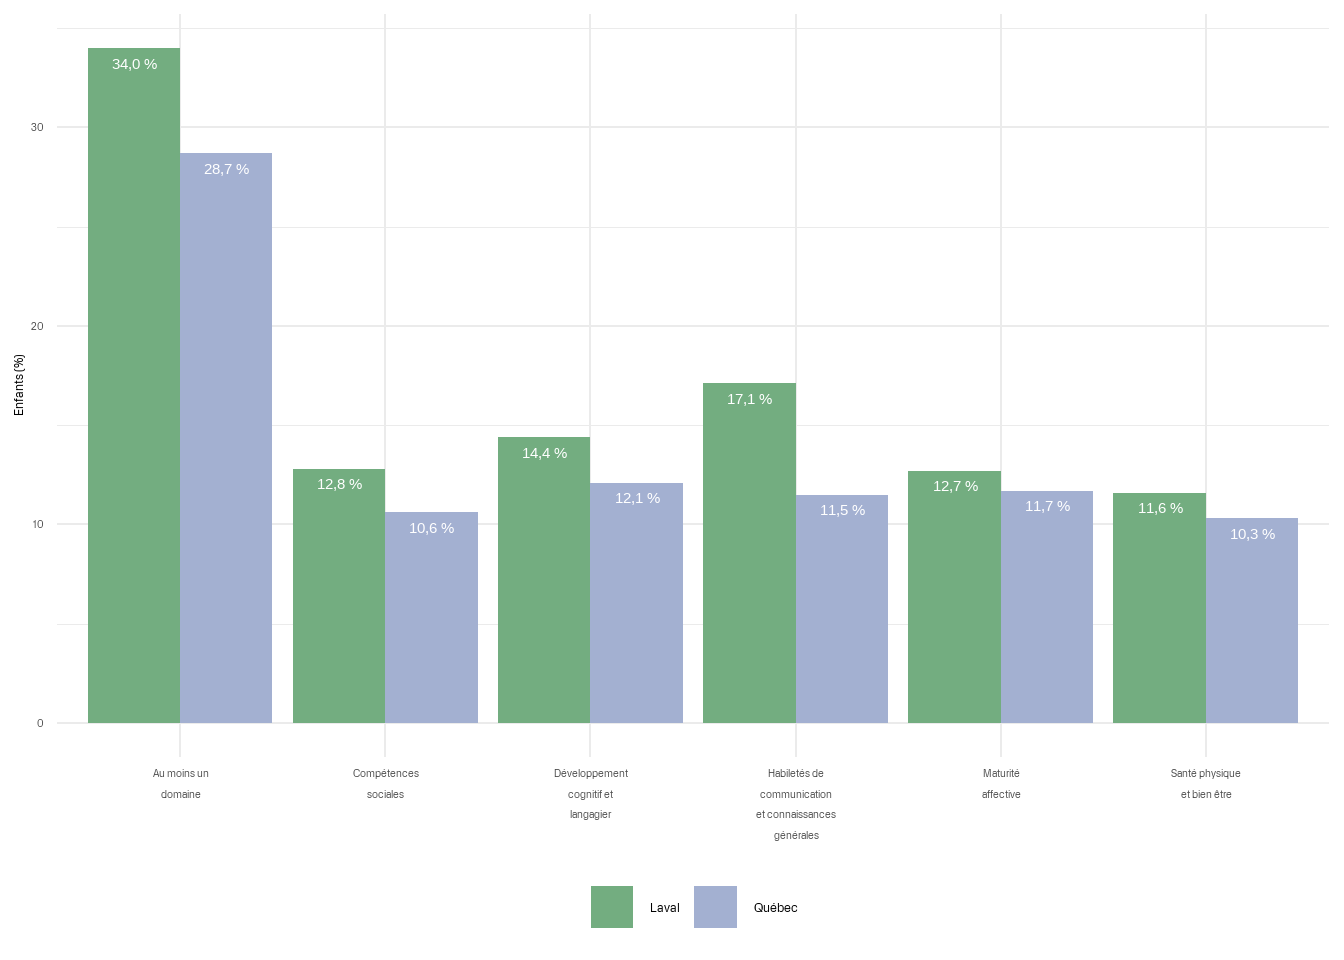 34,0 %
30
28,7 %
20
Enfants (%)
17,1 %
14,4 %
12,8 %
12,1 %
12,7 %
11,7 %
11,6 %
11,5 %
10,6 %
10,3 %
10
0
Au moins un
domaine
Compétences
sociales
Développement
cognitif et
langagier
Habiletés de
communication
et connaissances
générales
Maturité
affective
Santé physique
et bien être
Laval
Québec